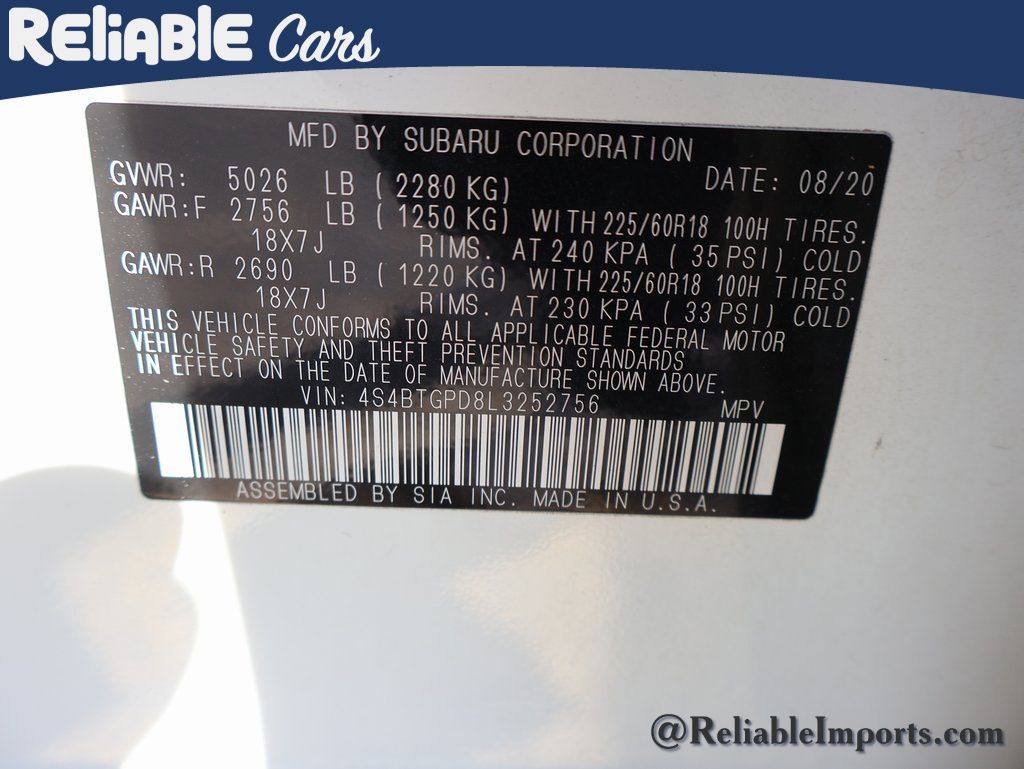 ReLiABLE Cars
MFD BY SUBARU CORPORATION
GVWR: 5026 LB ( 2280 KG) DATE: 08/20
GAWR:F 2756 LB ( 1250 KG) WITH 225/60R18 100H TIRES.
18X7J RIMS. AT 240 KPA ( 35 PSI) COLD
GAWR:R 2690 LB ( 1220 KG) WITH 225/60R18 100H TIRES.
18X7J RIMS. AT 230 KPA ( 33 PSI) COLD
THIS VEHICLE CONFORMS TO ALL APPLICABLE FEDERAL MOTOR
VEHICLE SAFETY AND THEFT PREVENTION STANDARDS
IN EFFECT ON THE DATE OF MANUFACTURE SHOWN ABOVE.
VIN: 4S4BTGPD8L3252756 MPV
ASSEMBLED BY SIA INC. MADE IN U.S.A.
@ReliableImports.com